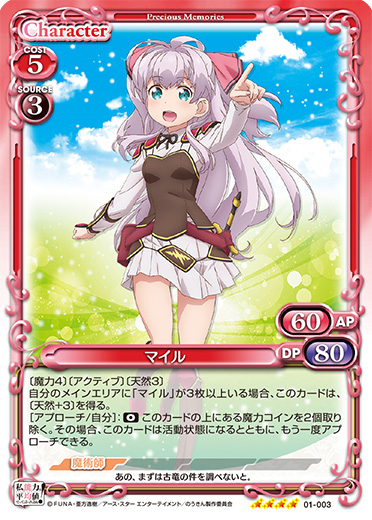 Precious Memories
Character
COST
5
SOURCE
3
60 AP
マイル
DP 80
[魔力4] [アクティブ] [天然3]
自分のメインエリアに「マイル」が3枚以上いる場合、このカードは、
[天然+3]を得る。
[アプローチ/自分]: このカードの上にある魔力コインを2個取り
除く。その場合、このカードは活動状態になるとともに、もう一度アプ
ローチできる。
魔術師
あの、まずは古竜の件を調べないと。
私、能力は
平均値
©FUNA・亜方逸樹/アース・スター エンターテイメント/のうきん製作委員会
01-003